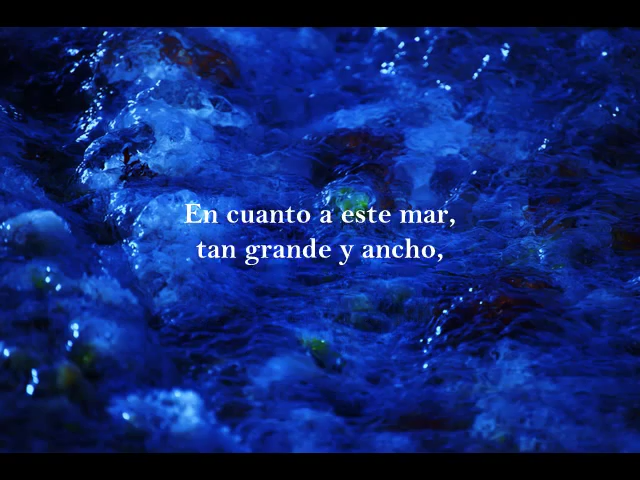 En cuanto a este mar,
tan grande y ancho,